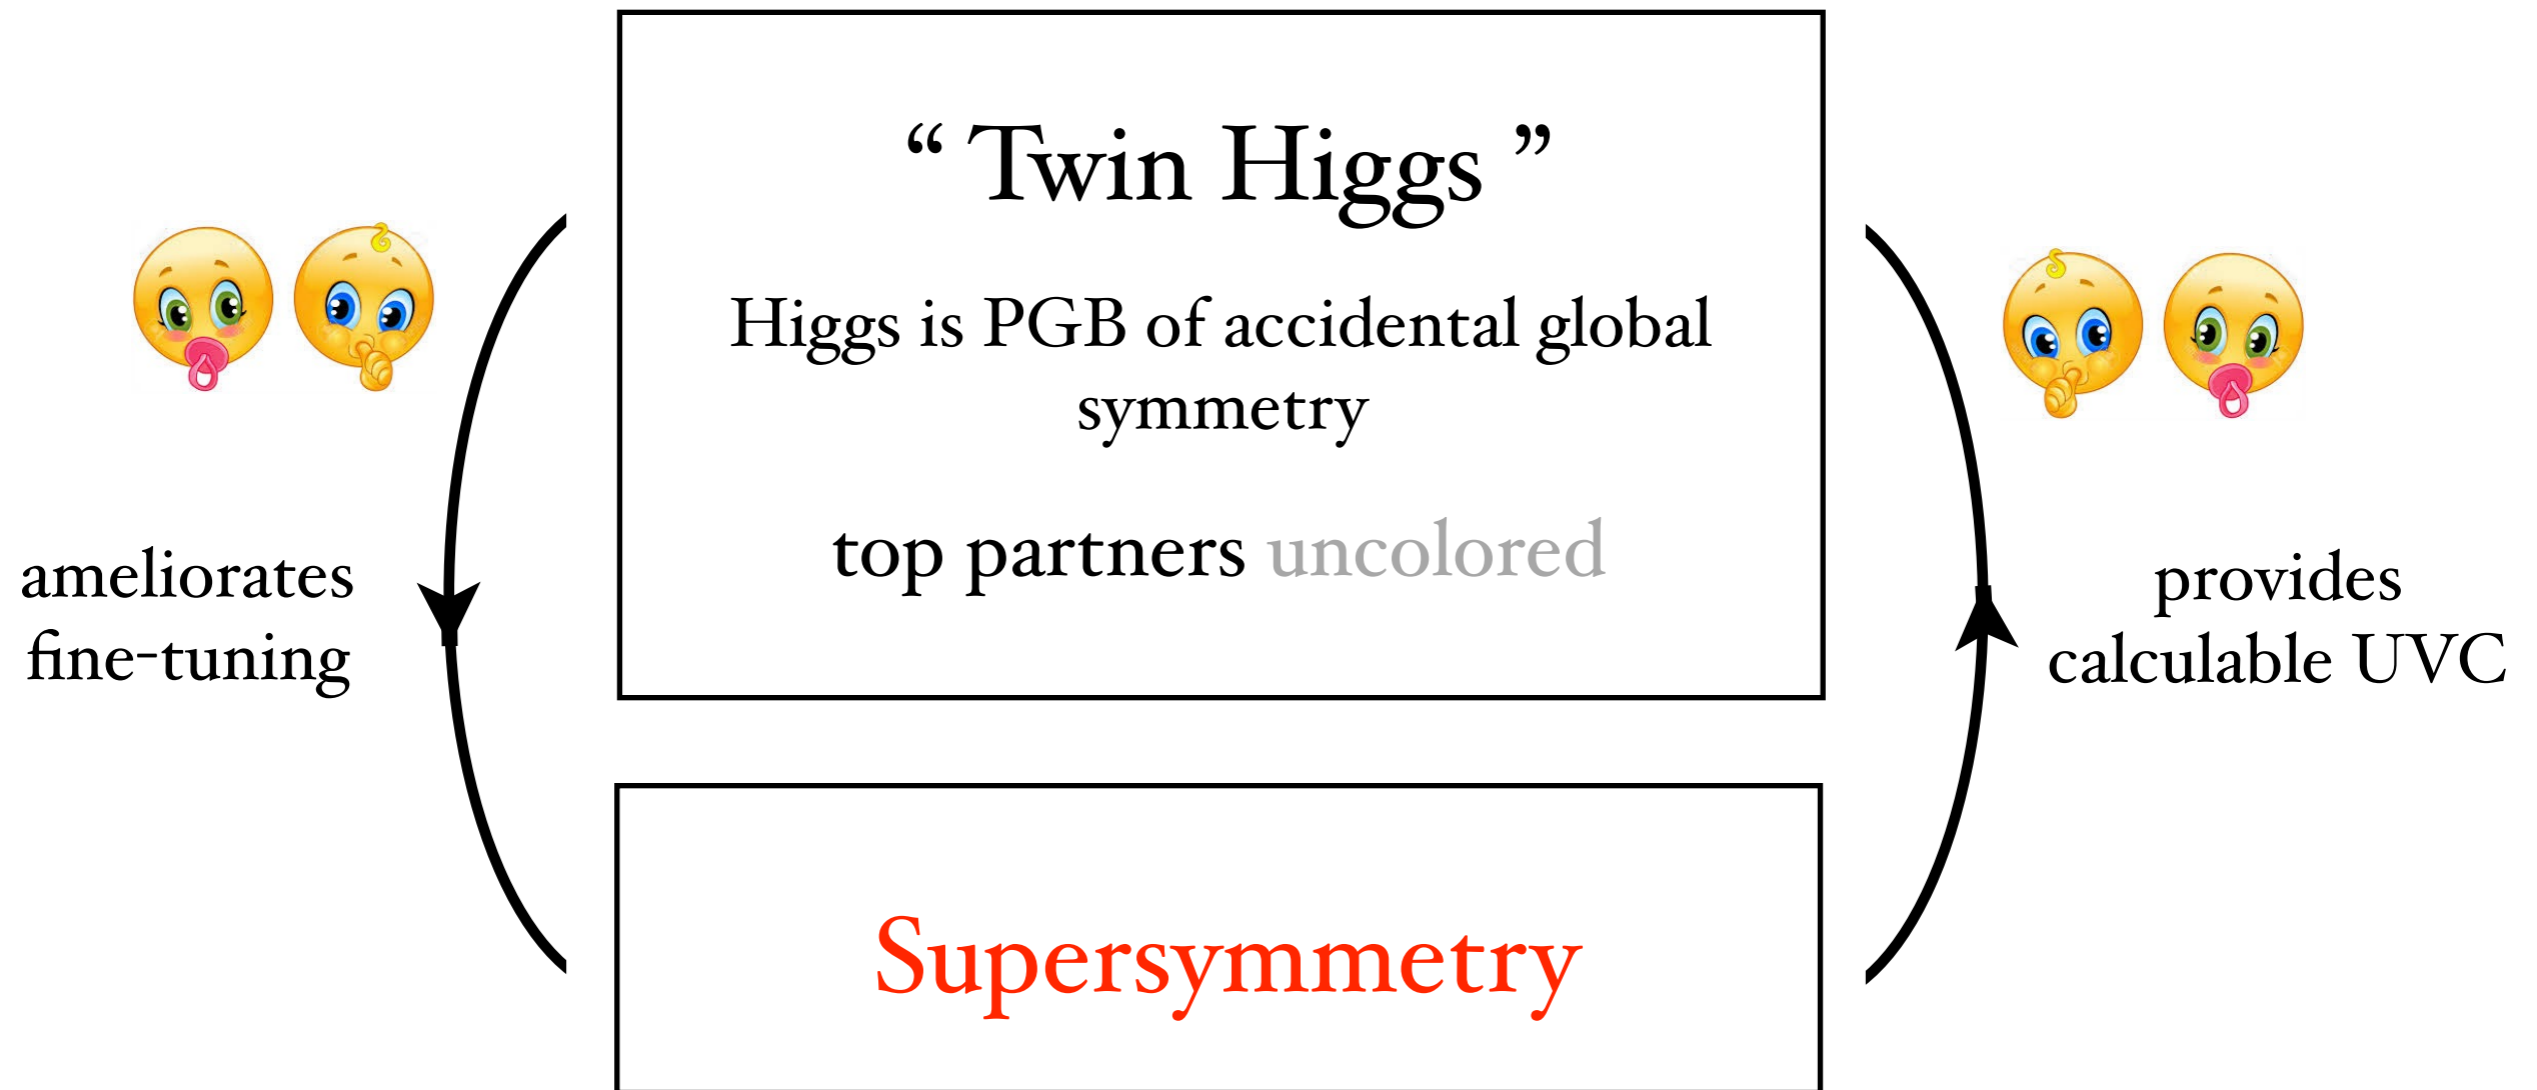 “ Twin Higgs ”
Higgs is PGB of accidental global
symmetry
top partners uncolored
ameliorates
fine-tuning
provides
calculable UVC
Supersymmetry